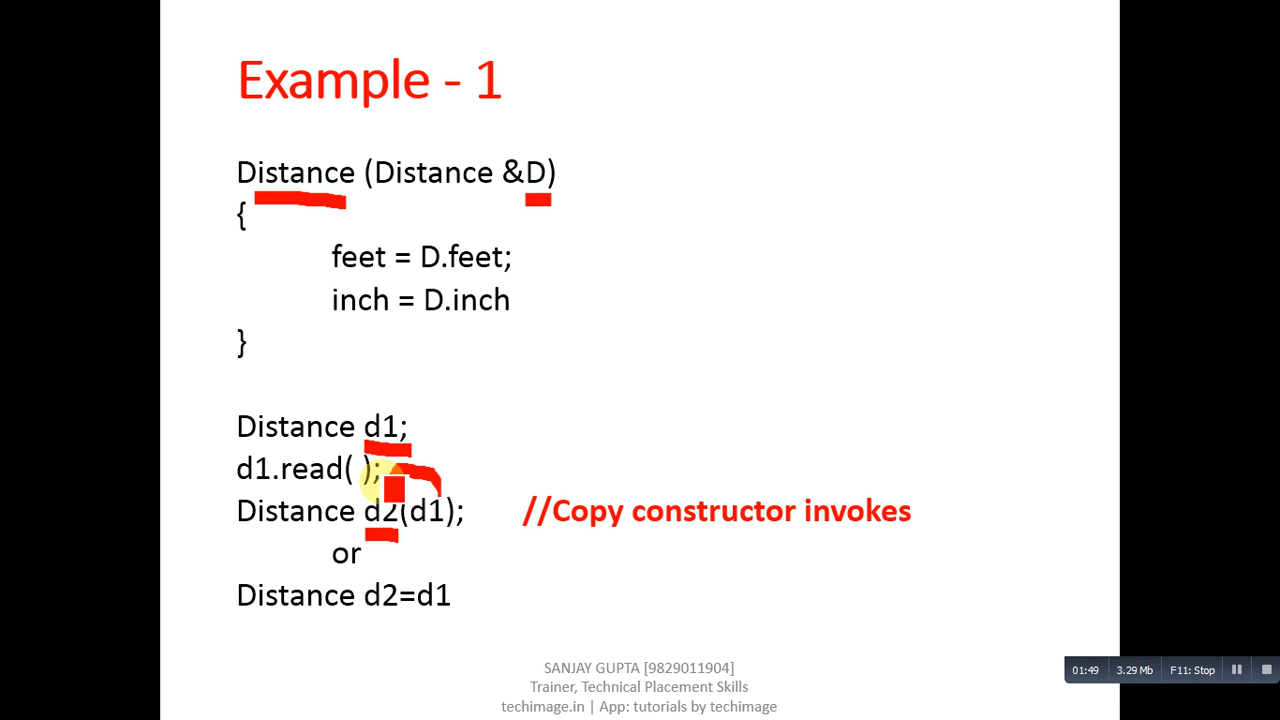 Example - 1
Distance (Distance &D)
{
feet = D.feet;
inch = D.inch
}
Distance d1;
d1.read( );
Distance d2(d1); //Copy constructor invokes
or
Distance d2=d1
SANJAY GUPTA [9829011904]
Trainer, Technical Placement Skills
techimage.in | App: tutorials by techimage
01:49 3.29 Mb F11: Stop